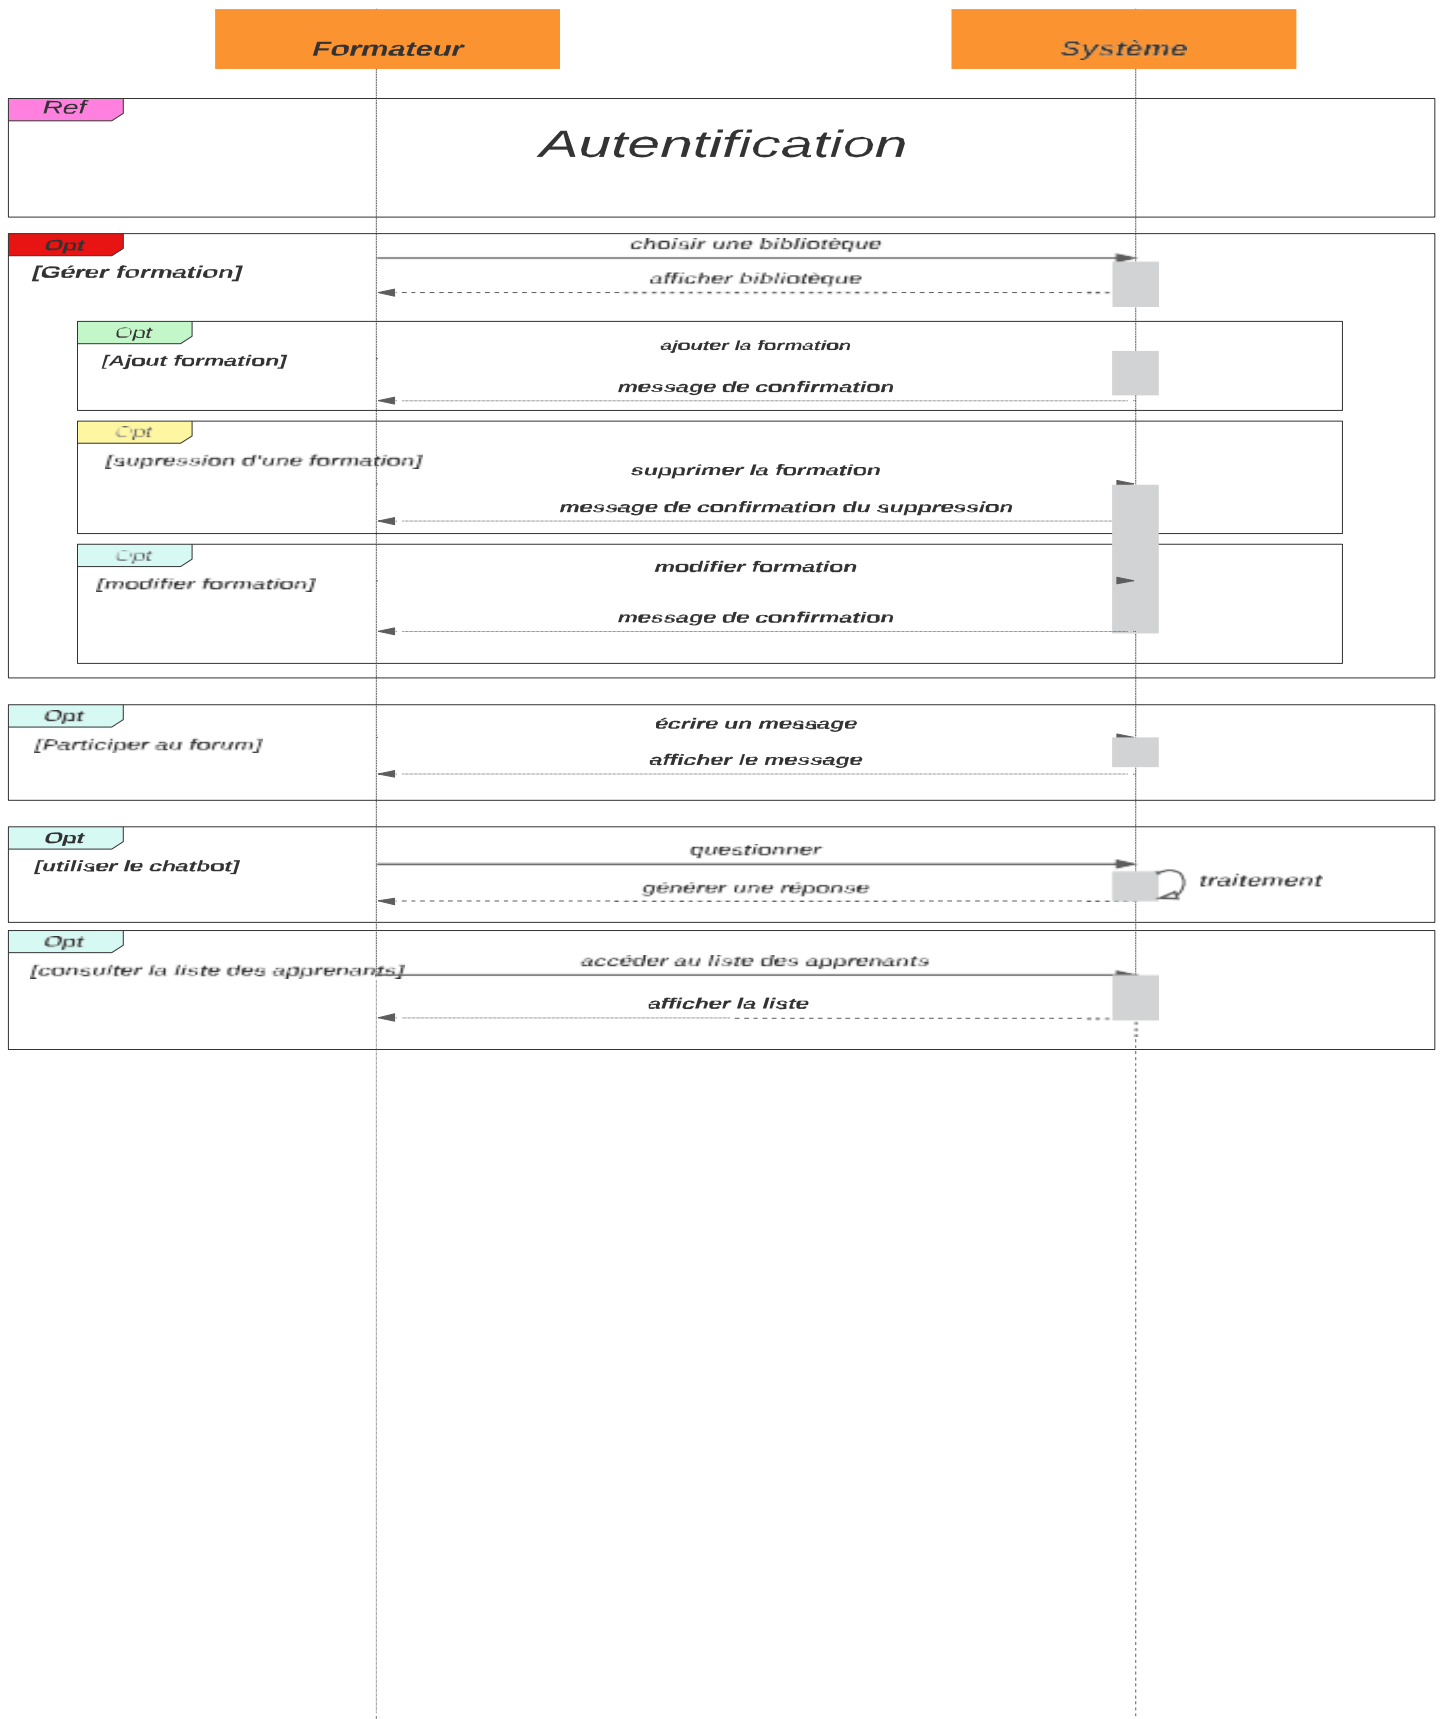 Formateur
Système
Ref
Autentification
Opt
choisir une bibliotèque
[Gérer formation]
afficher bibliotèque
Opt
ajouter la formation
[Ajout formation]
message de confirmation
Opt
[supression d'une formation]
supprimer la formation
message de confirmation du suppression
Opt
modifier formation
[modifier formation]
message de confirmation
Opt
écrire un message
[Participer au forum]
afficher le message
Opt
questionner
[utiliser le chatbot]
traitement
générer une réponse
Opt
accéder au liste des apprenants
[consulter la liste des apprenants]
afficher la liste